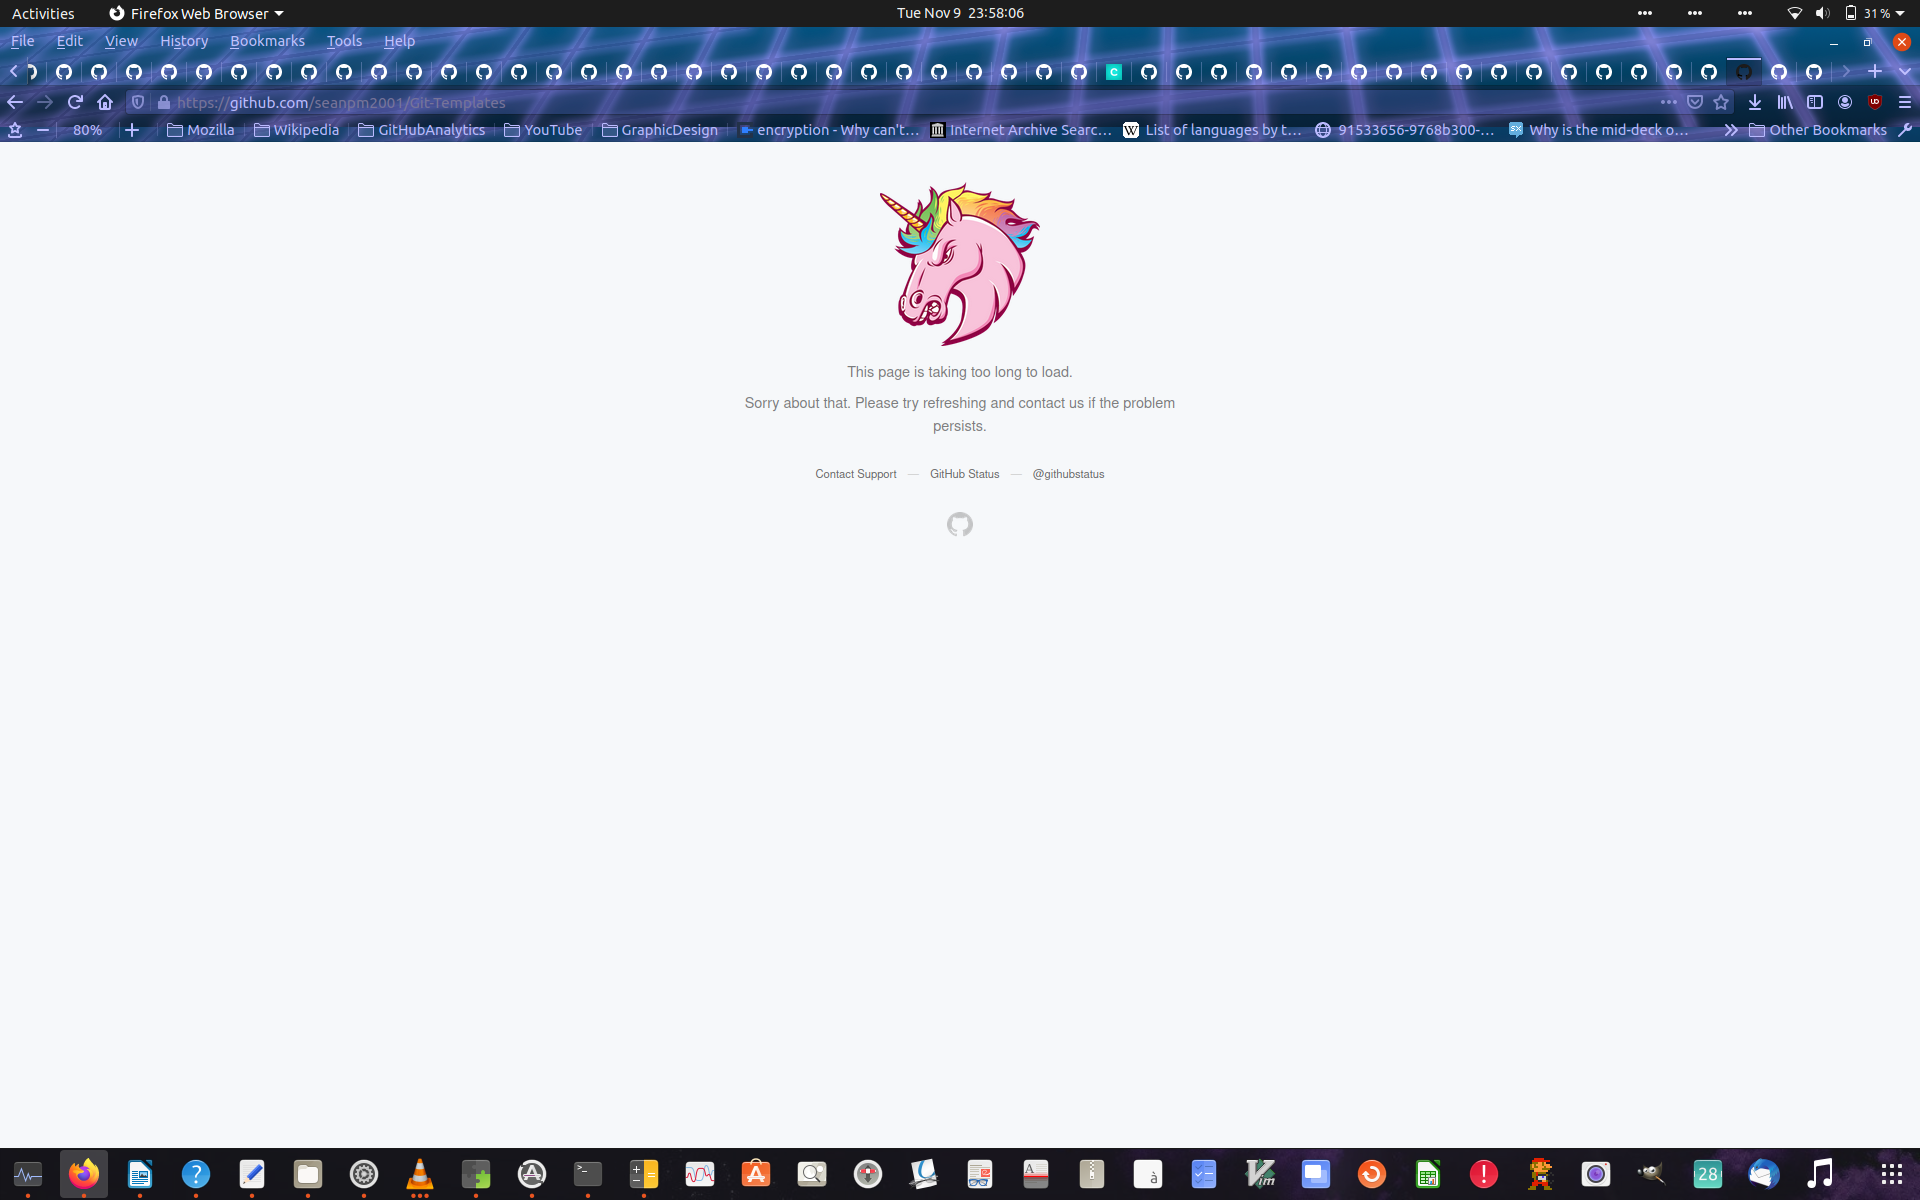 Activities Firefox Web Browser Tue Nov 9 23:58:06 31 %
File Edit View History Bookmarks Tools Help
C
https://github.com/seanpm2001/Git-Templates
80% Mozilla Wikipedia GitHubAnalytics YouTube GraphicDesign encryption - Why can't… Internet Archive Searc… W List of languages by t… 91533656-9768b300-… Why is the mid-deck o… Other Bookmarks
This page is taking too long to load.
Sorry about that. Please try refreshing and contact us if the problem
persists.
Contact Support — GitHub Status — @githubstatus
28